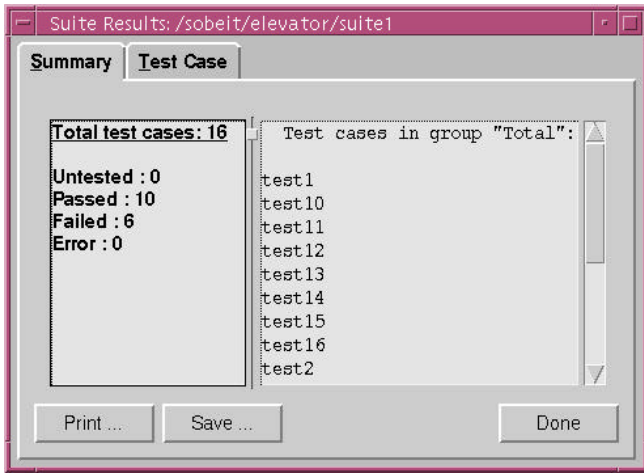 Suite Results: /sobeit/elevator/suite1
Summary
Test Case
Total test cases: 16
Untested : 0
Passed : 10
Failed : 6
Error : 0
Test cases in group "Total":
test1
test10
test11
test12
test13
test14
test15
test16
test2
Print ...
Save ...
Done